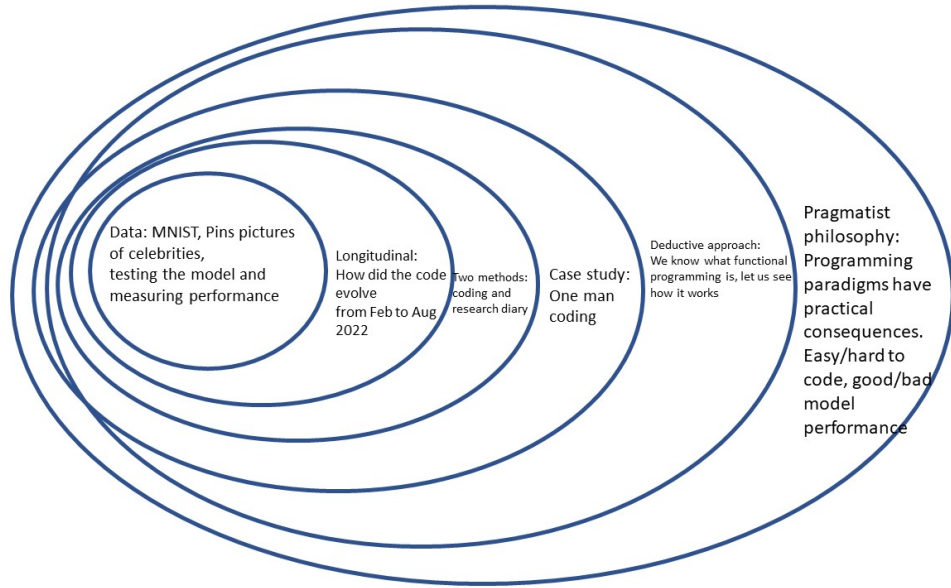 Data: MNIST, Pins pictures
of celebrities,
testing the model and
measuring performance
Longitudinal:
How did the code
evolve
from Feb to Aug
2022
Two methods:
coding and
research diary
Case study:
One man
coding
Deductive approach:
We know what functional
programming is, let us see
how it works
Pragmatist
philosophy:
Programming
paradigms have
practical
consequences.
Easy/hard to
code, good/bad
model
performance